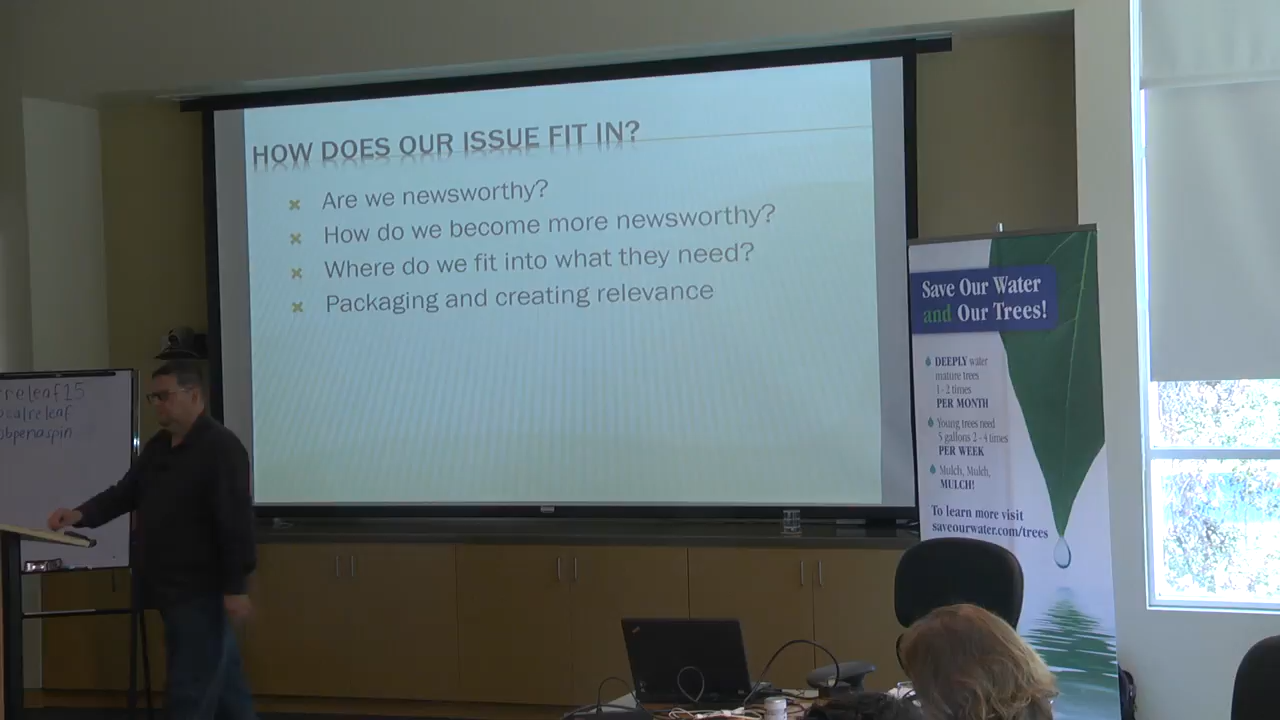 HOW DOES OUR ISSUE FIT IN?
Are we newsworthy?
How do we become more newsworthy?
Where do we fit into what they need?
Packaging and creating relevance
Save Our Water
and Our Trees!
DEEPLY water
mature trees
1 - 2 times
PER MONTH
Young trees need
5 gallons 2 - 4 times
PER WEEK
Mulch, Mulch,
MULCH!
To learn more visit
saveourwater.com/trees
releaf15
calreleaf